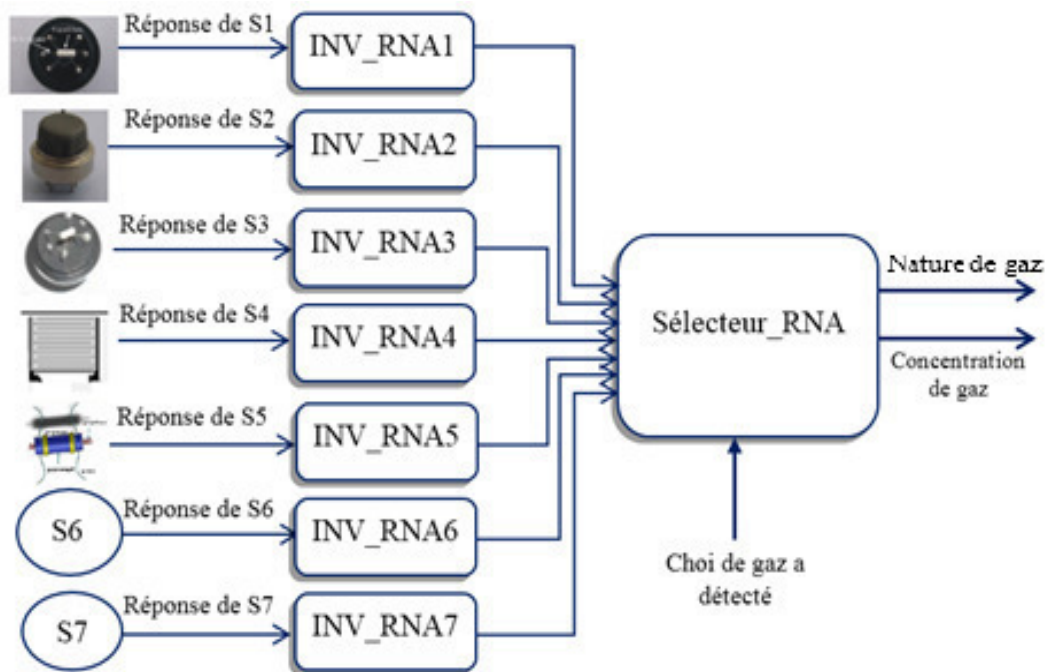 Réponse de S1
INV_RNA1
Réponse de S2
INV_RNA2
Réponse de S3
INV_RNA3
Réponse de S4
INV_RNA4
Réponse de S5
INV_RNA5
S6
Réponse de S6
INV_RNA6
S7
Réponse de S7
INV_RNA7
Sélecteur_RNA
Nature de gaz
Concentration
de gaz
Choi de gaz a
détecté